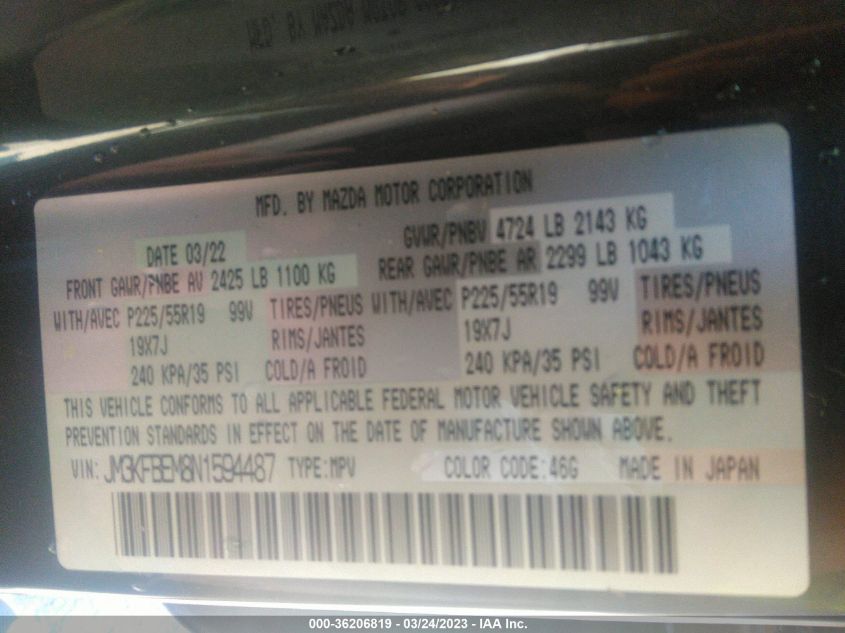 MFD. BY MAZDA MOTOR CORPORATION
DATE 03/22 GVWR/PNBV 4724 LB 2143 KG
FRONT GAWR/PNBE AV 2425 LB 1100 KG REAR GAWR/PNBE AR 2299 LB 1043 KG
WITH/AVEC P225/55R19 99V TIRES/PNEUS WITH/AVEC P225/55R19 99V TIRES/PNEUS
19X7J RIMS/JANTES 19X7J RIMS/JANTES
240 KPA/35 PSI COLD/A FROID 240 KPA/35 PSI COLD/A FROID
THIS VEHICLE CONFORMS TO ALL APPLICABLE FEDERAL MOTOR VEHICLE SAFETY AND THEFT
PREVENTION STANDARDS IN EFFECT ON THE DATE OF MANUFACTURE SHOWN ABOVE.
VIN: JM3KFBEM8N1594487 TYPE:MPV COLOR CODE:46G MADE IN JAPAN
000-36206819 - 03/24/2023 - IAA Inc.